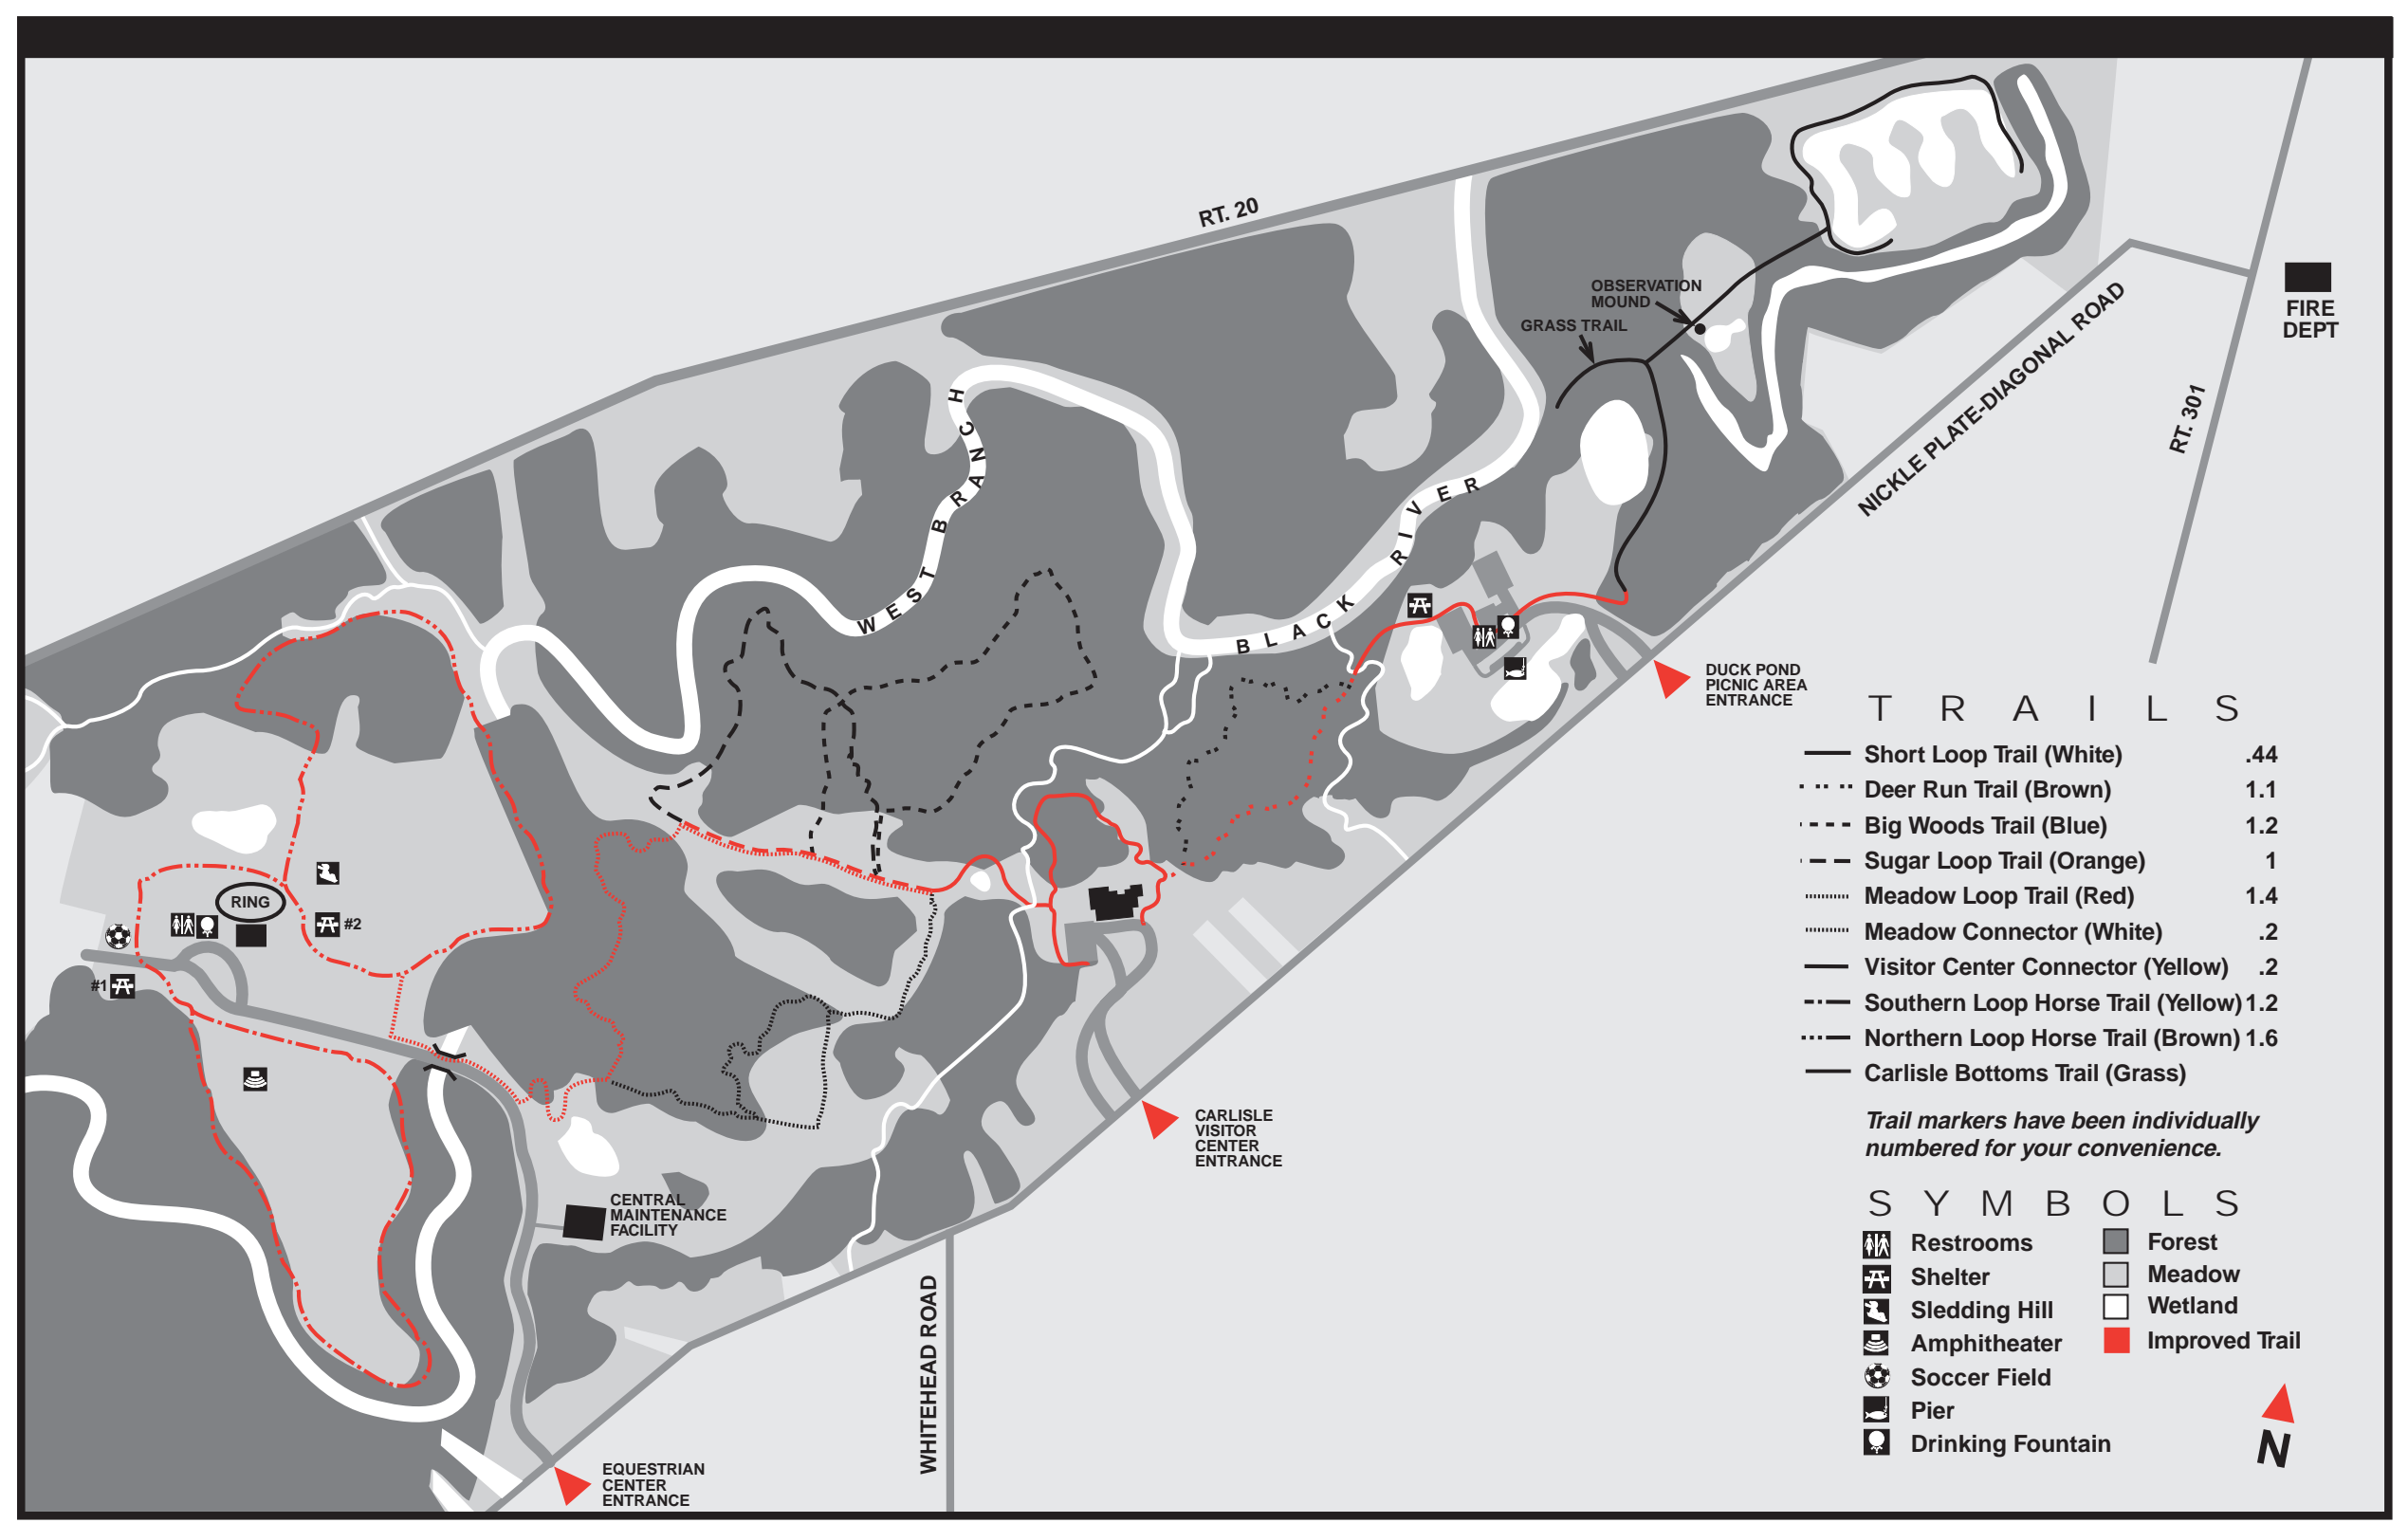 RT. 20
OBSERVATION
MOUND
GRASS TRAIL
FIRE
DEPT
NICKLE PLATE-DIAGONAL ROAD
RT. 301
WEST BRANCH
BLACK RIVER
DUCK POND
PICNIC AREA
ENTRANCE
RING
#2
#1
CARLISLE
VISITOR
CENTER
ENTRANCE
CENTRAL
MAINTENANCE
FACILITY
WHITEHEAD ROAD
EQUESTRIAN
CENTER
ENTRANCE
TRAILS
Short Loop Trail (White) .44
Deer Run Trail (Brown) 1.1
Big Woods Trail (Blue) 1.2
Sugar Loop Trail (Orange) 1
Meadow Loop Trail (Red) 1.4
Meadow Connector (White) .2
Visitor Center Connector (Yellow) .2
Southern Loop Horse Trail (Yellow) 1.2
Northern Loop Horse Trail (Brown) 1.6
Carlisle Bottoms Trail (Grass)
Trail markers have been individually
numbered for your convenience.
SYMBOLS
Restrooms
Shelter
Sledding Hill
Amphitheater
Soccer Field
Pier
Drinking Fountain
Forest
Meadow
Wetland
Improved Trail
N